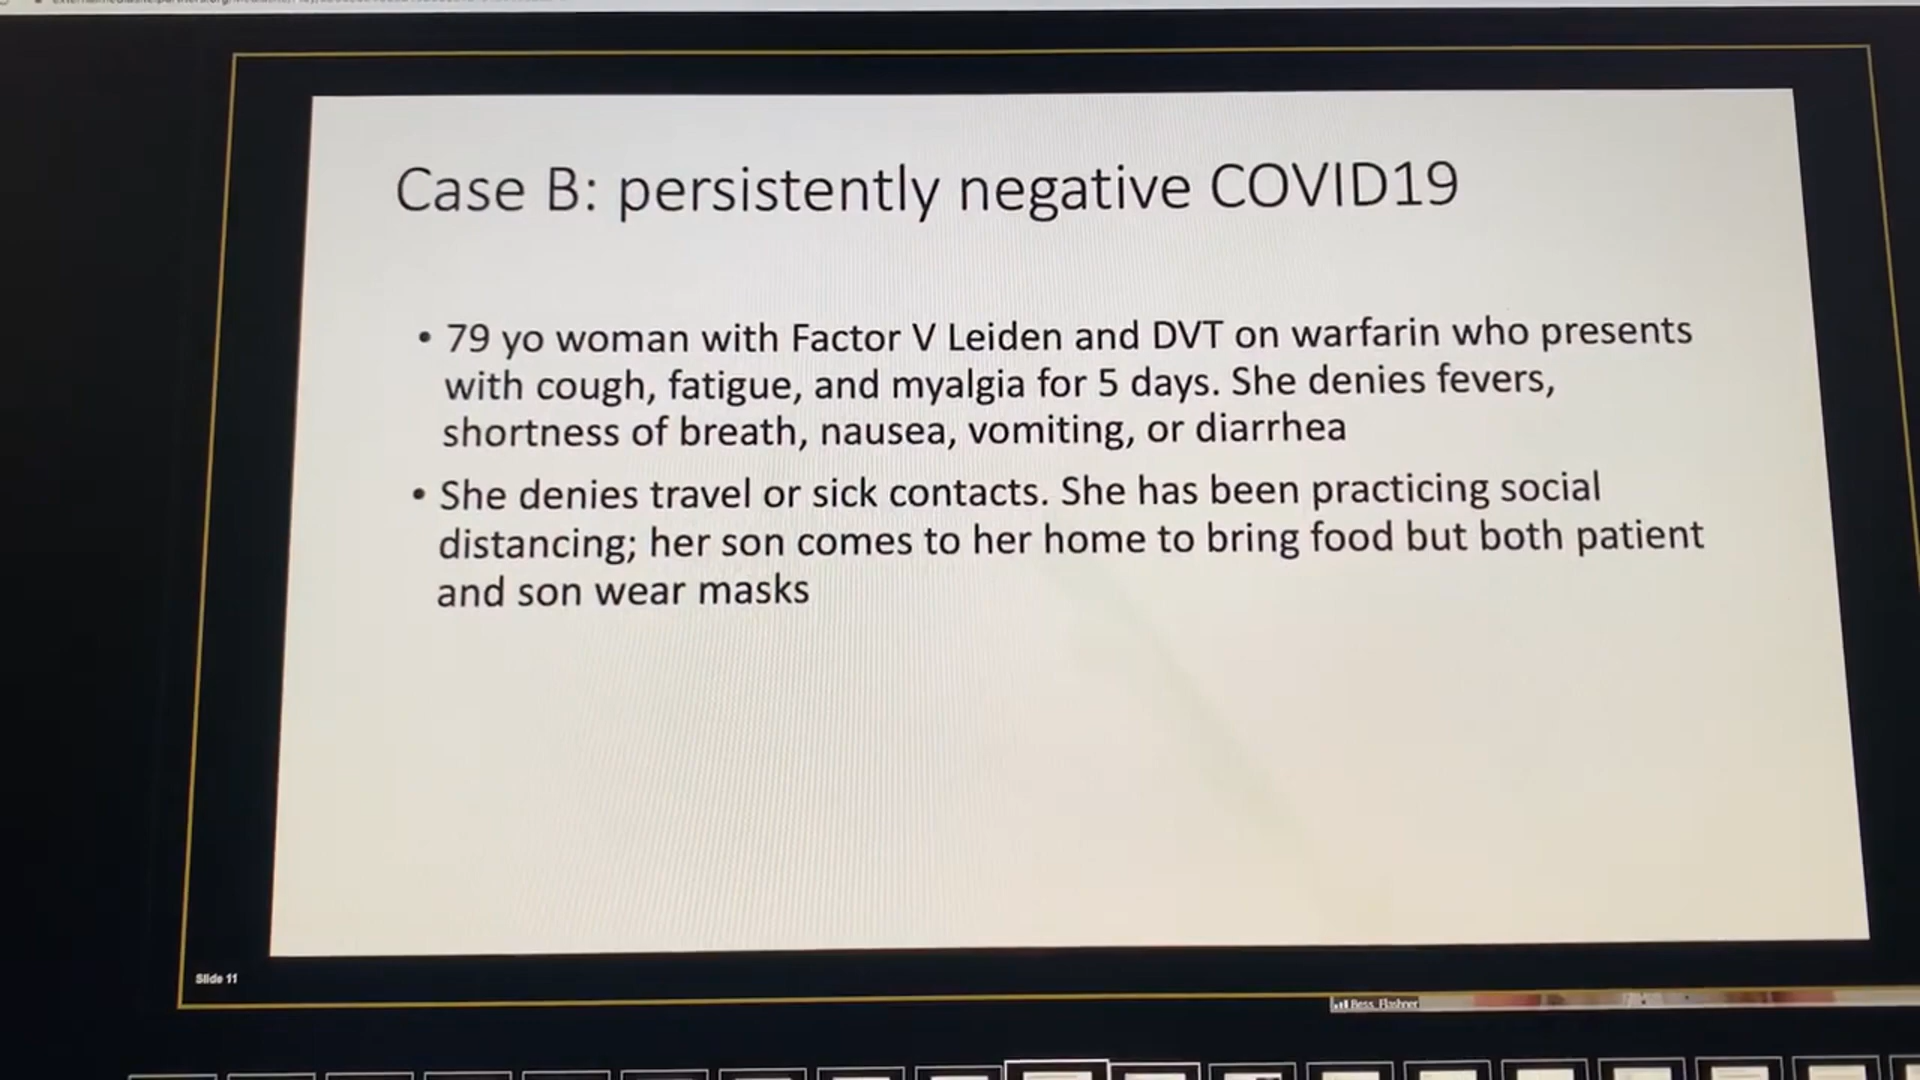 Case B: persistently negative COVID19
• 79 yo woman with Factor V Leiden and DVT on warfarin who presents
with cough, fatigue, and myalgia for 5 days. She denies fevers,
shortness of breath, nausea, vomiting, or diarrhea
• She denies travel or sick contacts. She has been practicing social
distancing; her son comes to her home to bring food but both patient
and son wear masks
Slide 11
Bess Flashner